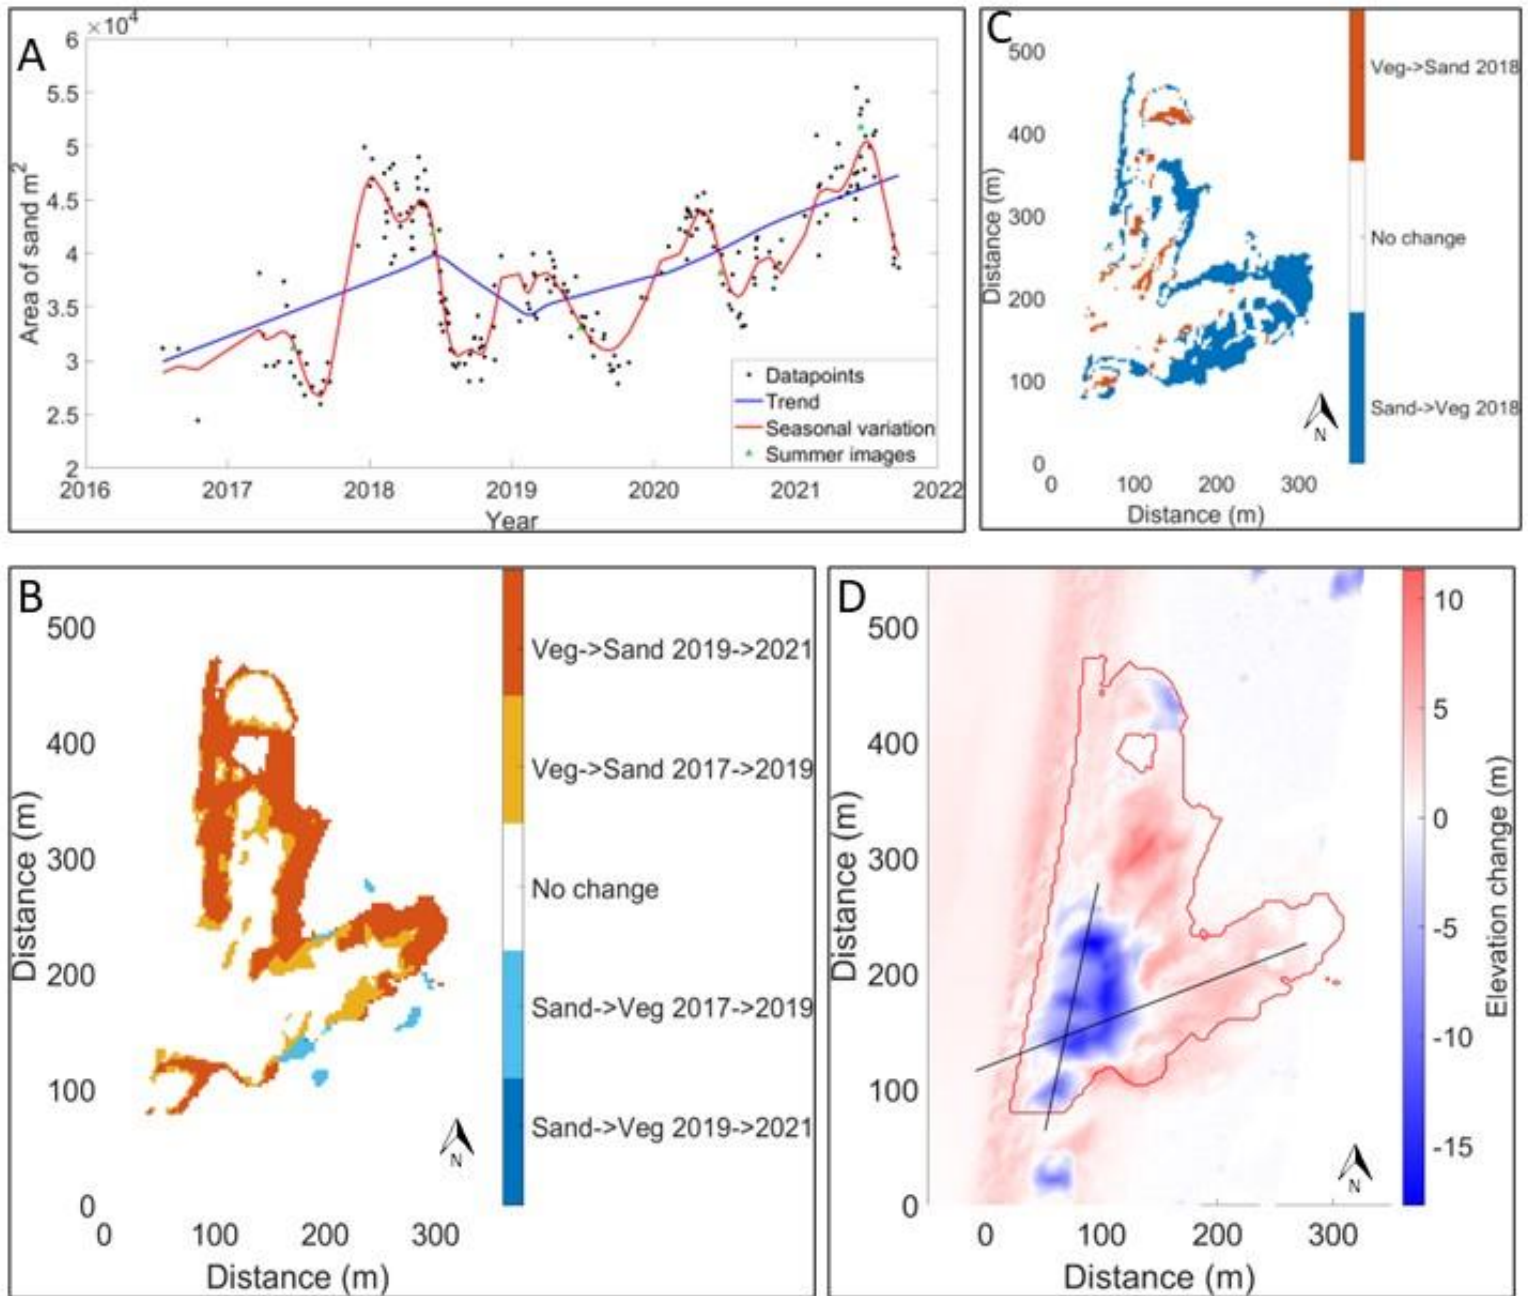 A
×10⁴
6
5.5
5
4.5
4
3.5
3
2.5
2
Area of sand m²
2016 2017 2018 2019 2020 2021 2022
Year
Datapoints
Trend
Seasonal variation
Summer images
C
500
400
300
200
100
0
Distance (m)
0 100 200 300
Distance (m)
Veg->Sand 2018
No change
Sand->Veg 2018
N
B
500
400
300
200
100
0
Distance (m)
0 100 200 300
Distance (m)
Veg->Sand 2019->2021
Veg->Sand 2017->2019
No change
Sand->Veg 2017->2019
Sand->Veg 2019->2021
N
D
500
400
300
200
100
0
Distance (m)
0 100 200 300
Distance (m)
10
5
0
-5
-10
-15
Elevation change (m)
N